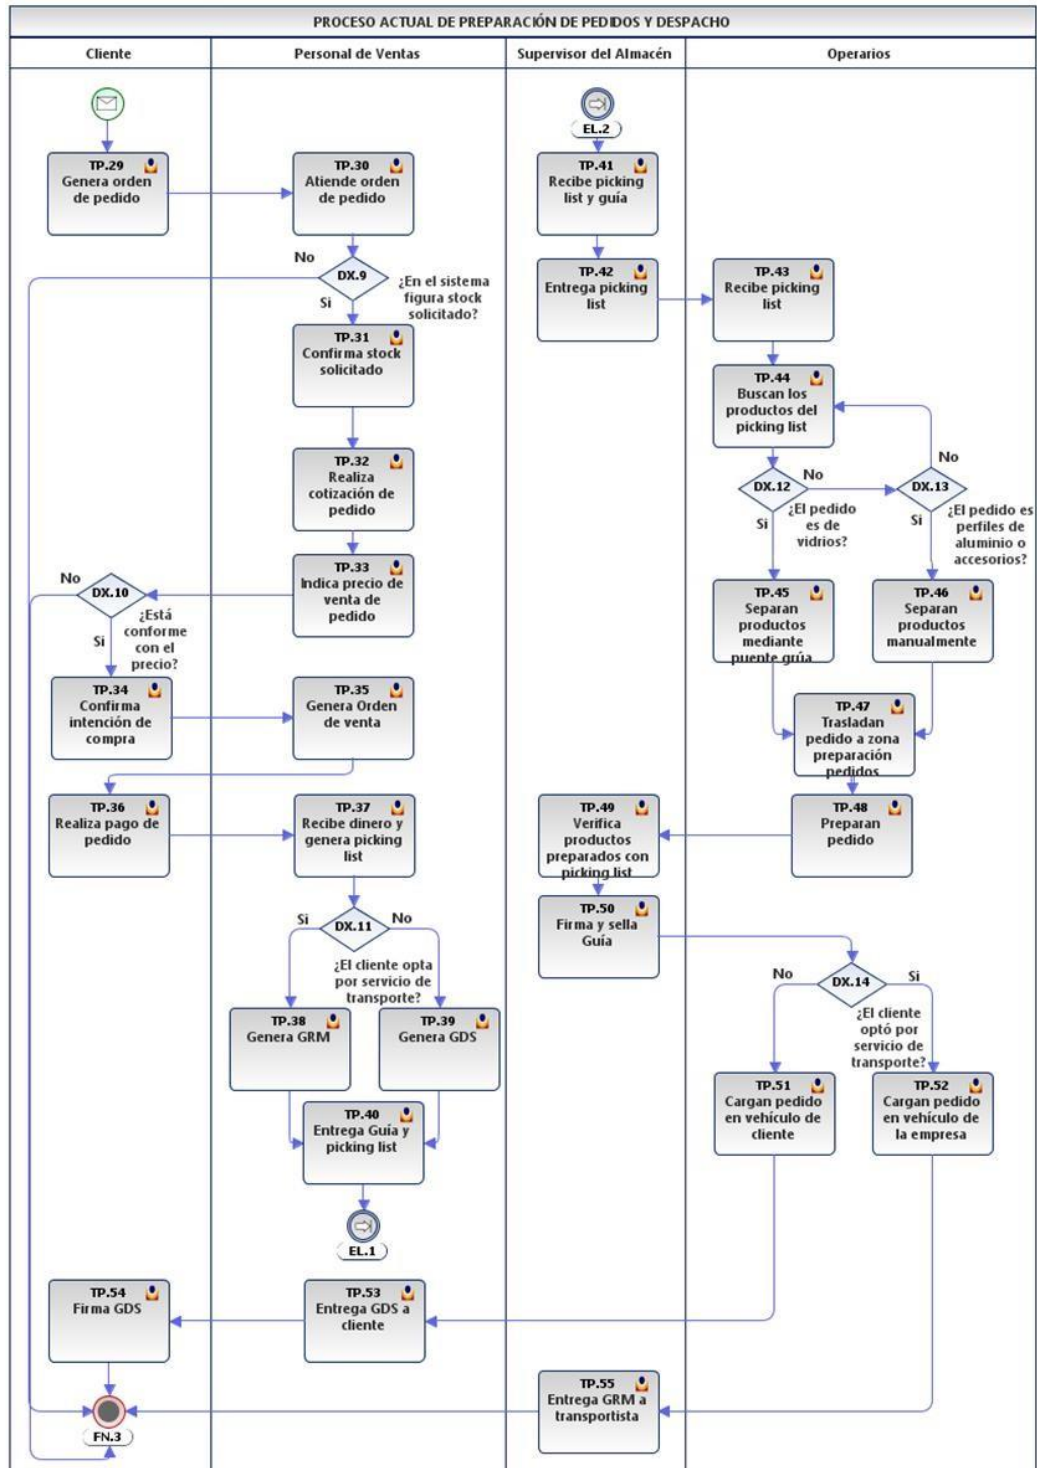 PROCESO ACTUAL DE PREPARACIÓN DE PEDIDOS Y DESPACHO
Cliente
Personal de Ventas
Supervisor del Almacén
Operarios
TP.29
Genera orden
de pedido
TP.30
Atiende orden
de pedido
No
DX.9
¿En el sistema
figura stock
solicitado?
Si
TP.31
Confirma stock
solicitado
TP.32
Realiza
cotización de
pedido
TP.33
Indica precio de
venta de
pedido
No
DX.10
¿Está
conforme
con el
precio?
Si
TP.34
Confirma
intención de
compra
TP.35
Genera Orden
de venta
TP.36
Realiza pago de
pedido
TP.37
Recibe dinero y
genera picking
list
Si
DX.11
No
¿El cliente opta
por servicio de
transporte?
TP.38
Genera GRM
TP.39
Genera GDS
TP.40
Entrega Guía y
picking list
EL.1
EL.2
TP.41
Recibe picking
list y guía
TP.42
Entrega picking
list
TP.43
Recibe picking
list
TP.44
Buscan los
productos del
picking list
DX.12
No
¿El pedido
es de
vidrios?
Si
No
DX.13
¿El pedido es
perfiles de
aluminio o
accesorios?
Si
TP.45
Separan
productos
mediante
puente grúa
TP.46
Separan
productos
manualmente
TP.47
Trasladan
pedido a zona
preparación
pedidos
TP.48
Preparan
pedido
TP.49
Verifica
productos
preparados con
picking list
TP.50
Firma y sella
Guía
No
DX.14
Si
¿El cliente
optó por
servicio de
transporte?
TP.51
Cargan pedido
en vehículo de
cliente
TP.52
Cargan pedido
en vehículo de
la empresa
TP.53
Entrega GDS a
cliente
TP.54
Firma GDS
TP.55
Entrega GRM a
transportista
FN.3